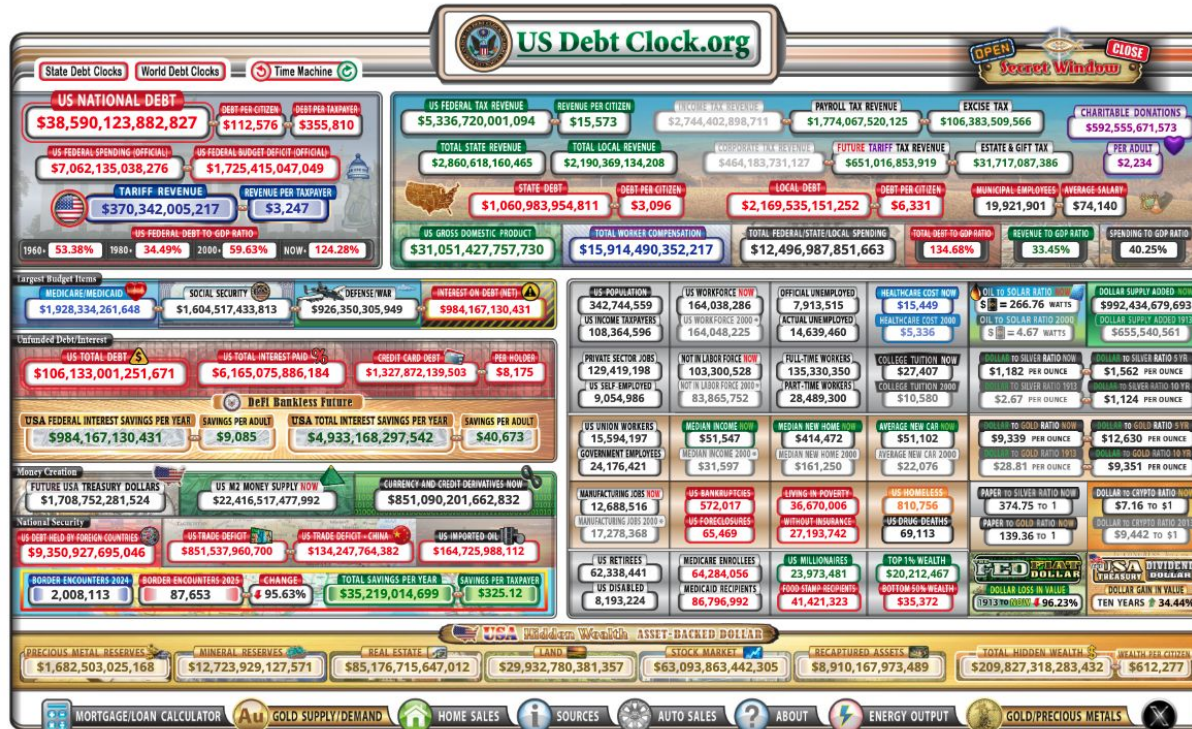 US Debt Clock.org
State Debt Clocks World Debt Clocks Time Machine
OPEN CLOSE
Secret Window
US NATIONAL DEBT DEBT PER CITIZEN DEBT PER TAXPAYER
$38,590,123,882,827 $112,576 $355,810
US FEDERAL SPENDING (OFFICIAL) US FEDERAL BUDGET DEFICIT (OFFICIAL)
$7,062,135,038,276 $1,725,415,047,049
TARIFF REVENUE REVENUE PER TAXPAYER
$370,342,005,217 $3,247
US FEDERAL DEBT TO GDP RATIO
1960• 53.38% 1980• 34.49% 2000• 59.63% NOW• 124.28%
US FEDERAL TAX REVENUE REVENUE PER CITIZEN INCOME TAX REVENUE PAYROLL TAX REVENUE EXCISE TAX
$5,336,720,001,094 $15,573 $2,744,402,898,711 $1,774,067,520,125 $106,383,509,566
CHARITABLE DONATIONS
$592,555,671,573
TOTAL STATE REVENUE TOTAL LOCAL REVENUE CORPORATE TAX REVENUE FUTURE TARIFF TAX REVENUE ESTATE & GIFT TAX PER ADULT
$2,860,618,160,465 $2,190,369,134,208 $464,183,731,127 $651,016,853,919 $31,717,087,386 $2,234
STATE DEBT DEBT PER CITIZEN LOCAL DEBT DEBT PER CITIZEN MUNICIPAL EMPLOYEES AVERAGE SALARY
$1,060,983,954,811 $3,096 $2,169,535,151,252 $6,331 19,921,901 $74,140
US GROSS DOMESTIC PRODUCT TOTAL WORKER COMPENSATION TOTAL FEDERAL/STATE/LOCAL SPENDING TOTAL DEBT TO GDP RATIO REVENUE TO GDP RATIO SPENDING TO GDP RATIO
$31,051,427,757,730 $15,914,490,352,217 $12,496,987,851,663 134.68% 33.45% 40.25%
Largest Budget Items
MEDICARE/MEDICAID SOCIAL SECURITY DEFENSE/WAR INTEREST ON DEBT (NET)
$1,928,334,261,648 $1,604,517,433,813 $926,350,305,949 $984,167,130,431
Unfunded Debt/Interest
US TOTAL DEBT US TOTAL INTEREST PAID CREDIT CARD DEBT PER HOLDER
$106,133,001,251,671 $6,165,075,886,184 $1,327,872,139,503 $8,175
DeFi Bankless Future
USA FEDERAL INTEREST SAVINGS PER YEAR SAVINGS PER ADULT USA TOTAL INTEREST SAVINGS PER YEAR SAVINGS PER ADULT
$984,167,130,431 $9,085 $4,933,168,297,542 $40,673
Money Creation
FUTURE USA TREASURY DOLLARS US M2 MONEY SUPPLY NOW CURRENCY AND CREDIT DERIVATIVES NOW
$1,708,752,281,524 $22,416,517,477,992 $851,090,201,662,832
National Security
US DEBT HELD BY FOREIGN COUNTRIES US TRADE DEFICIT US TRADE DEFICIT - CHINA US IMPORTED OIL
$9,350,927,695,046 $851,537,960,700 $134,247,764,382 $164,725,988,112
BORDER ENCOUNTERS 2024 BORDER ENCOUNTERS 2025 CHANGE TOTAL SAVINGS PER YEAR SAVINGS PER TAXPAYER
2,008,113 87,653 95.63% $35,219,014,699 $325.12
US POPULATION US WORKFORCE NOW OFFICIAL UNEMPLOYED HEALTHCARE COST NOW OIL TO SOLAR RATIO NOW DOLLAR SUPPLY ADDED NOW
342,744,559 164,038,286 7,913,515 $15,449 $ = 266.76 WATTS $992,434,679,693
US INCOME TAXPAYERS US WORKFORCE 2000 ACTUAL UNEMPLOYED HEALTHCARE COST 2000 OIL TO SOLAR RATIO 2000 DOLLAR SUPPLY ADDED 1913
108,364,596 164,048,225 14,639,460 $5,336 $ = 4.67 WATTS $655,540,561
PRIVATE SECTOR JOBS NOT IN LABOR FORCE NOW FULL-TIME WORKERS COLLEGE TUITION NOW DOLLAR TO SILVER RATIO NOW DOLLAR TO SILVER RATIO 5 YR
129,419,198 103,300,528 135,330,350 $27,407 $1,182 PER OUNCE $1,562 PER OUNCE
US SELF-EMPLOYED NOT IN LABOR FORCE 2000 PART-TIME WORKERS COLLEGE TUITION 2000 DOLLAR TO SILVER RATIO 1913 DOLLAR TO SILVER RATIO 10 YR
9,054,986 83,865,752 28,489,300 $10,580 $2.67 PER OUNCE $1,124 PER OUNCE
US UNION WORKERS MEDIAN INCOME NOW MEDIAN NEW HOME NOW AVERAGE NEW CAR NOW DOLLAR TO GOLD RATIO NOW DOLLAR TO GOLD RATIO 5 YR
15,594,197 $51,547 $414,472 $51,102 $9,339 PER OUNCE $12,630 PER OUNCE
GOVERNMENT EMPLOYEES MEDIAN INCOME 2000 MEDIAN NEW HOME 2000 AVERAGE NEW CAR 2000 DOLLAR TO GOLD RATIO 1913 DOLLAR TO GOLD RATIO 10 YR
24,176,421 $31,597 $161,250 $22,076 $28.81 PER OUNCE $9,351 PER OUNCE
MANUFACTURING JOBS NOW US BANKRUPTCIES LIVING IN POVERTY US HOMELESS PAPER TO SILVER RATIO NOW DOLLAR TO CRYPTO RATIO NOW
12,688,516 572,017 36,670,006 810,756 374.75 TO 1 $7.16 TO $1
MANUFACTURING JOBS 2000 US FORECLOSURES WITHOUT INSURANCE US DRUG DEATHS PAPER TO GOLD RATIO NOW DOLLAR TO CRYPTO RATIO
17,278,368 65,469 27,193,742 69,113 139.36 TO 1 $9,442 TO $1
US RETIREES MEDICARE ENROLLEES US MILLIONAIRES TOP 1% WEALTH FED FIAT DOLLAR USA TREASURY DIVIDEND DOLLAR
62,338,441 64,284,056 23,973,481 $20,212,467
US DISABLED MEDICAID RECIPIENTS FOOD STAMP RECIPIENTS BOTTOM 50% WEALTH DOLLAR LOSS IN VALUE DOLLAR GAIN IN VALUE
8,193,224 86,796,992 41,421,323 $35,372 1913 TO NOW 96.23% TEN YEARS 34.44%
USA Hidden Wealth ASSET-BACKED DOLLAR
PRECIOUS METAL RESERVES MINERAL RESERVES REAL ESTATE LAND STOCK MARKET RECAPTURED ASSETS TOTAL HIDDEN WEALTH WEALTH PER CITIZEN
$1,682,503,025,168 $12,723,929,127,571 $85,176,715,647,012 $29,932,780,381,357 $63,093,863,442,305 $8,910,167,973,489 $209,827,318,283,432 $612,277
MORTGAGE/LOAN CALCULATOR Au GOLD SUPPLY/DEMAND HOME SALES SOURCES AUTO SALES ABOUT ENERGY OUTPUT GOLD/PRECIOUS METALS X